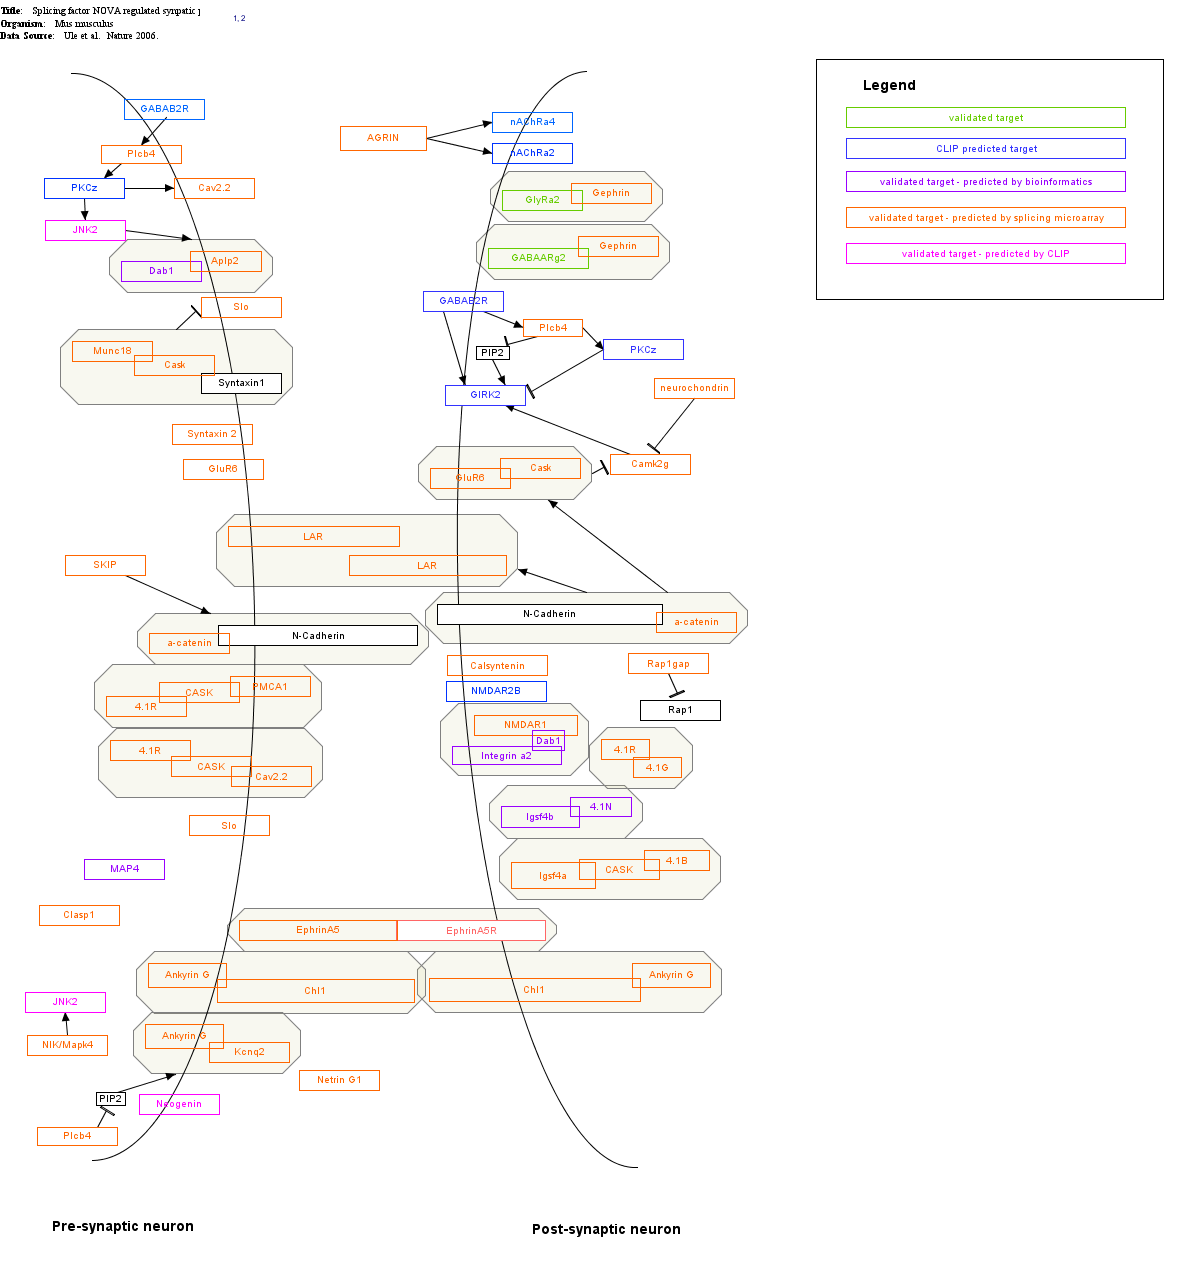 Title: Splicing factor NOVA regulated synpatic
1, 2
Organism: Mus musculus
Data Source: Ule et al. Nature 2006.
Legend
validated target
CLIP predicted target
validated target - predicted by bioinformatics
validated target - predicted by splicing microarray
validated target - predicted by CLIP
GABAB2R
Plcb4
PKCz
Cav2.2
JNK2
Aplp2
Dab1
Slo
Munc18
Cask
Syntaxin1
Syntaxin 2
GluR6
AGRIN
nAChRa4
nAChRa2
Gephrin
GlyRa2
Gephrin
GABAARg2
GABAB2R
Plcb4
PIP2
PKCz
GIRK2
neurochondrin
Camk2g
Cask
GluR6
LAR
LAR
SKIP
N-Cadherin
a-catenin
N-Cadherin
a-catenin
PMCA1
CASK
4.1R
4.1R
CASK
Cav2.2
Slo
MAP4
Clasp1
Calsyntenin
NMDAR2B
Rap1gap
Rap1
NMDAR1
Dab1
Integrin a2
4.1R
4.1G
4.1N
Igsf4b
4.1B
CASK
Igsf4a
EphrinA5
EphrinA5R
Ankyrin G
Chl1
Ankyrin G
Chl1
JNK2
NIK/Mapk4
Ankyrin G
Kcnq2
Netrin G1
PIP2
Neogenin
Plcb4
Pre-synaptic neuron
Post-synaptic neuron